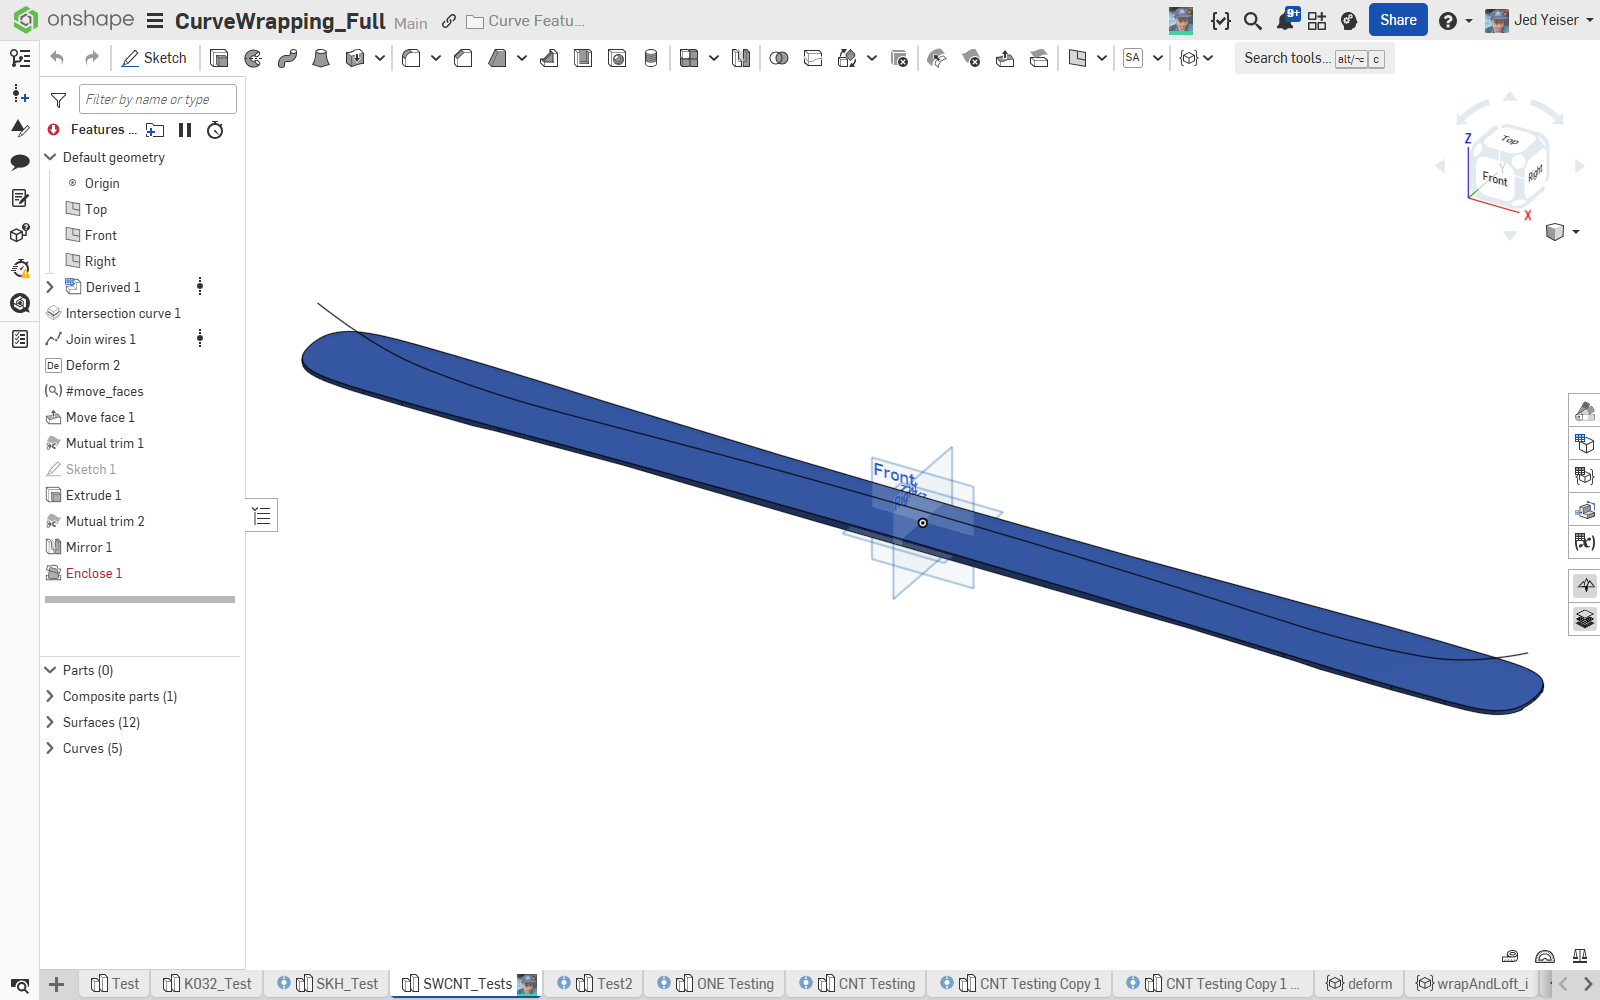 onshape CurveWrapping_Full Main Curve Featu... 9+ Share Jed Yeiser
Sketch SA Search tools... alt/⌥ c
Filter by name or type
Features ...
Default geometry
Origin
Top
Front
Right
Derived 1
Intersection curve 1
Join wires 1
De Deform 2
#move_faces
Move face 1
Mutual trim 1
Sketch 1
Extrude 1
Mutual trim 2
Mirror 1
Enclose 1
Parts (0)
Composite parts (1)
Surfaces (12)
Curves (5)
Z
Top
Y
Front
Right
X
Front
Test K032_Test SKH_Test SWCNT_Tests Test2 ONE Testing CNT Testing CNT Testing Copy 1 CNT Testing Copy 1 ... deform wrapAndLoft_i